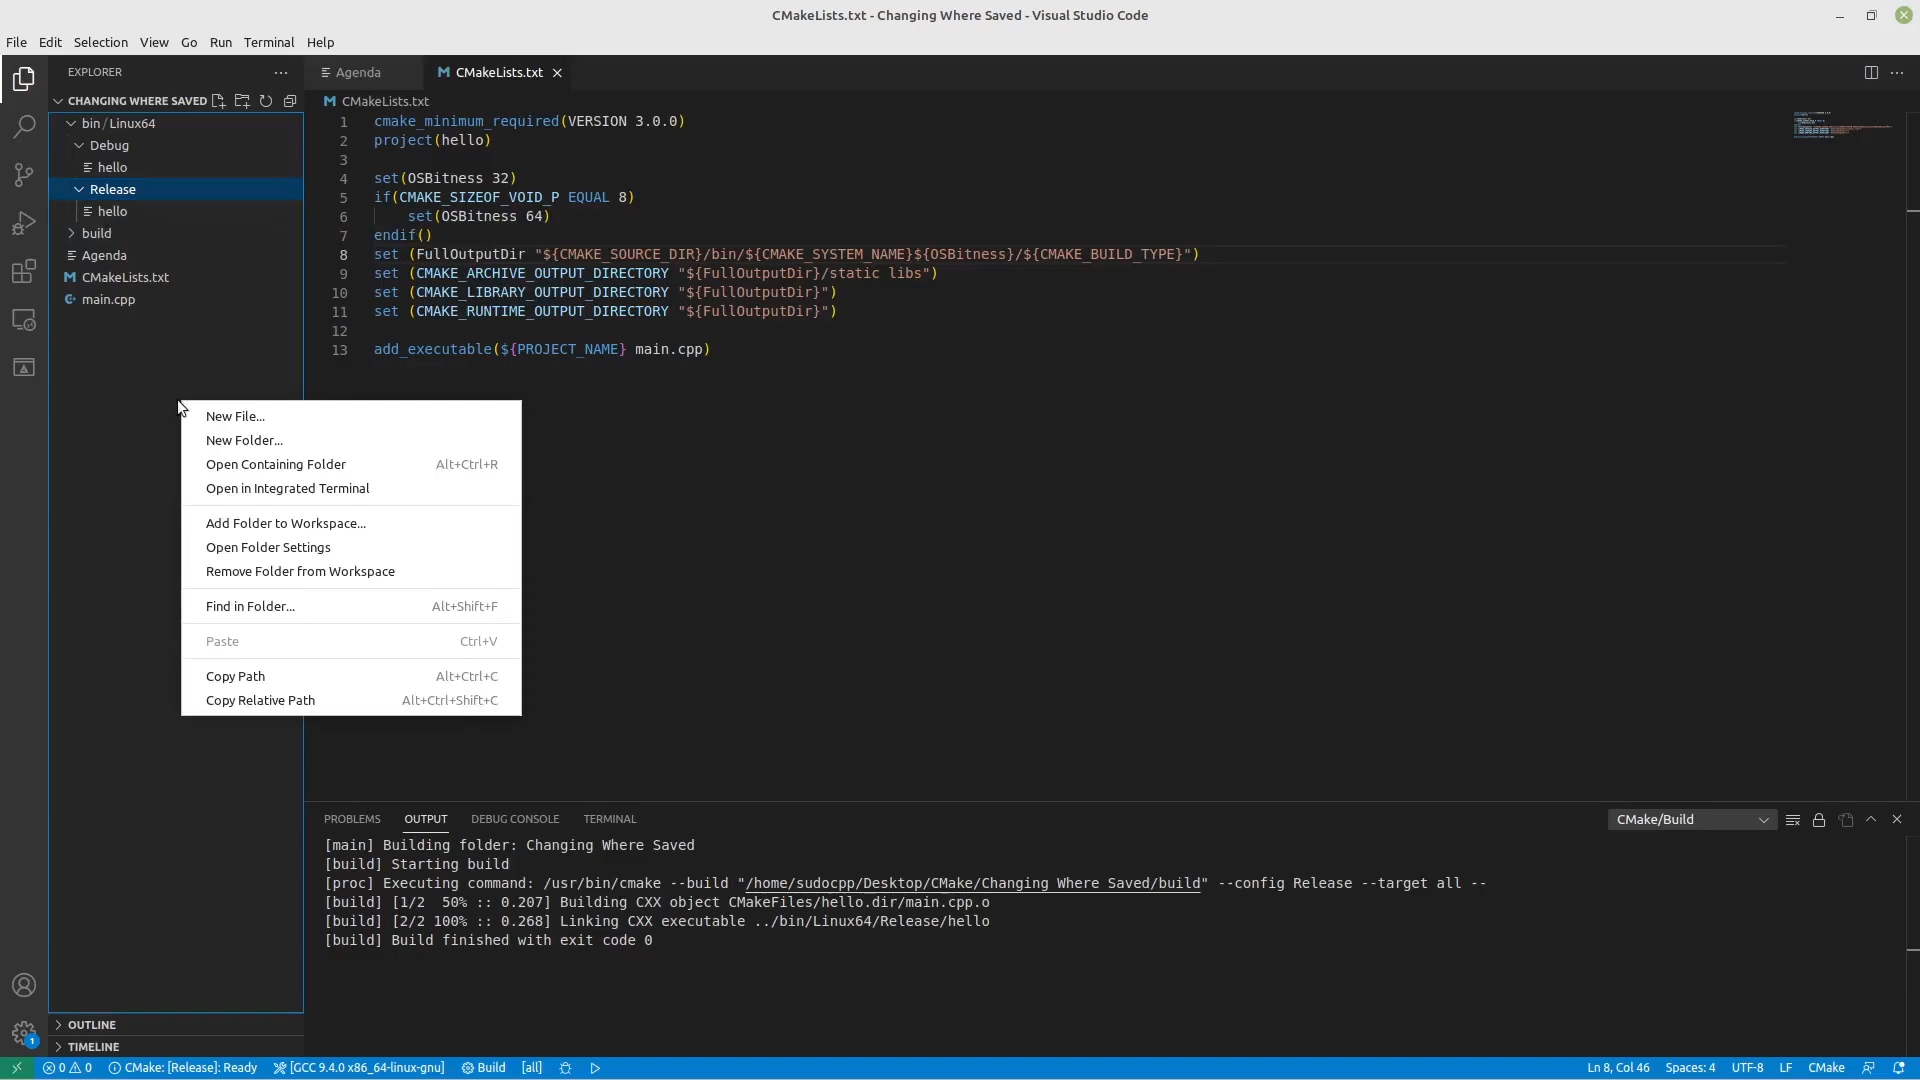 CMakeLists.txt - Changing Where Saved - Visual Studio Code
File Edit Selection View Go Run Terminal Help
EXPLORER
CHANGING WHERE SAVED
bin / Linux64
Debug
hello
Release
hello
build
Agenda
CMakeLists.txt
main.cpp
OUTLINE
TIMELINE
Agenda
CMakeLists.txt
CMakeLists.txt
1 cmake_minimum_required(VERSION 3.0.0)
2 project(hello)
3
4 set(OSBitness 32)
5 if(CMAKE_SIZEOF_VOID_P EQUAL 8)
6     set(OSBitness 64)
7 endif()
8 set (FullOutputDir "${CMAKE_SOURCE_DIR}/bin/${CMAKE_SYSTEM_NAME}${OSBitness}/${CMAKE_BUILD_TYPE}")
9 set (CMAKE_ARCHIVE_OUTPUT_DIRECTORY "${FullOutputDir}/static libs")
10 set (CMAKE_LIBRARY_OUTPUT_DIRECTORY "${FullOutputDir}")
11 set (CMAKE_RUNTIME_OUTPUT_DIRECTORY "${FullOutputDir}")
12
13 add_executable(${PROJECT_NAME} main.cpp)
New File...
New Folder...
Open Containing Folder Alt+Ctrl+R
Open in Integrated Terminal
Add Folder to Workspace...
Open Folder Settings
Remove Folder from Workspace
Find in Folder... Alt+Shift+F
Paste Ctrl+V
Copy Path Alt+Ctrl+C
Copy Relative Path Alt+Ctrl+Shift+C
PROBLEMS OUTPUT DEBUG CONSOLE TERMINAL
CMake/Build
[main] Building folder: Changing Where Saved
[build] Starting build
[proc] Executing command: /usr/bin/cmake --build "/home/sudocpp/Desktop/CMake/Changing Where Saved/build" --config Release --target all --
[build] [1/2  50% :: 0.207] Building CXX object CMakeFiles/hello.dir/main.cpp.o
[build] [2/2 100% :: 0.268] Linking CXX executable ../bin/Linux64/Release/hello
[build] Build finished with exit code 0
1
0 0 CMake: [Release]: Ready [GCC 9.4.0 x86_64-linux-gnu] Build [all]
Ln 8, Col 46 Spaces: 4 UTF-8 LF CMake